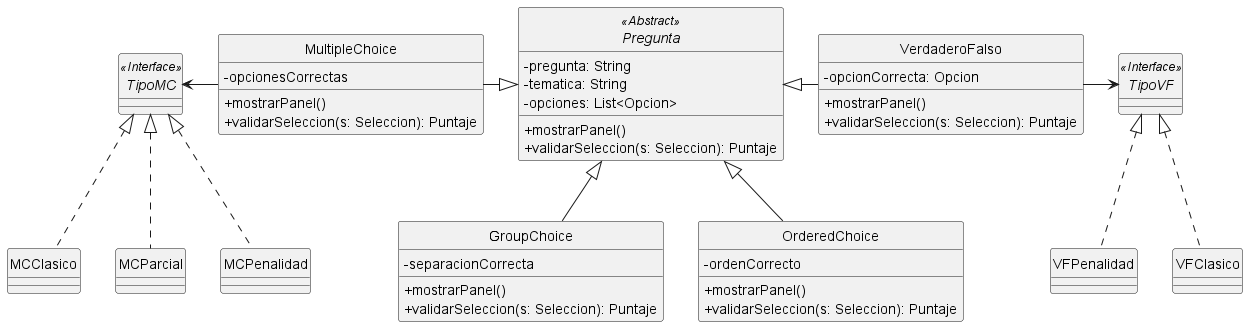 «Interface»
TipoMC
MultipleChoice
-opcionesCorrectas
+mostrarPanel()
+validarSeleccion(s: Seleccion): Puntaje
«Abstract»
Pregunta
-pregunta: String
-tematica: String
-opciones: List<Opcion>
+mostrarPanel()
+validarSeleccion(s: Seleccion): Puntaje
VerdaderoFalso
-opcionCorrecta: Opcion
+mostrarPanel()
+validarSeleccion(s: Seleccion): Puntaje
«Interface»
TipoVF
MCClasico
MCParcial
MCPenalidad
GroupChoice
-separacionCorrecta
+mostrarPanel()
+validarSeleccion(s: Seleccion): Puntaje
OrderedChoice
-ordenCorrecto
+mostrarPanel()
+validarSeleccion(s: Seleccion): Puntaje
VFPenalidad
VFClasico